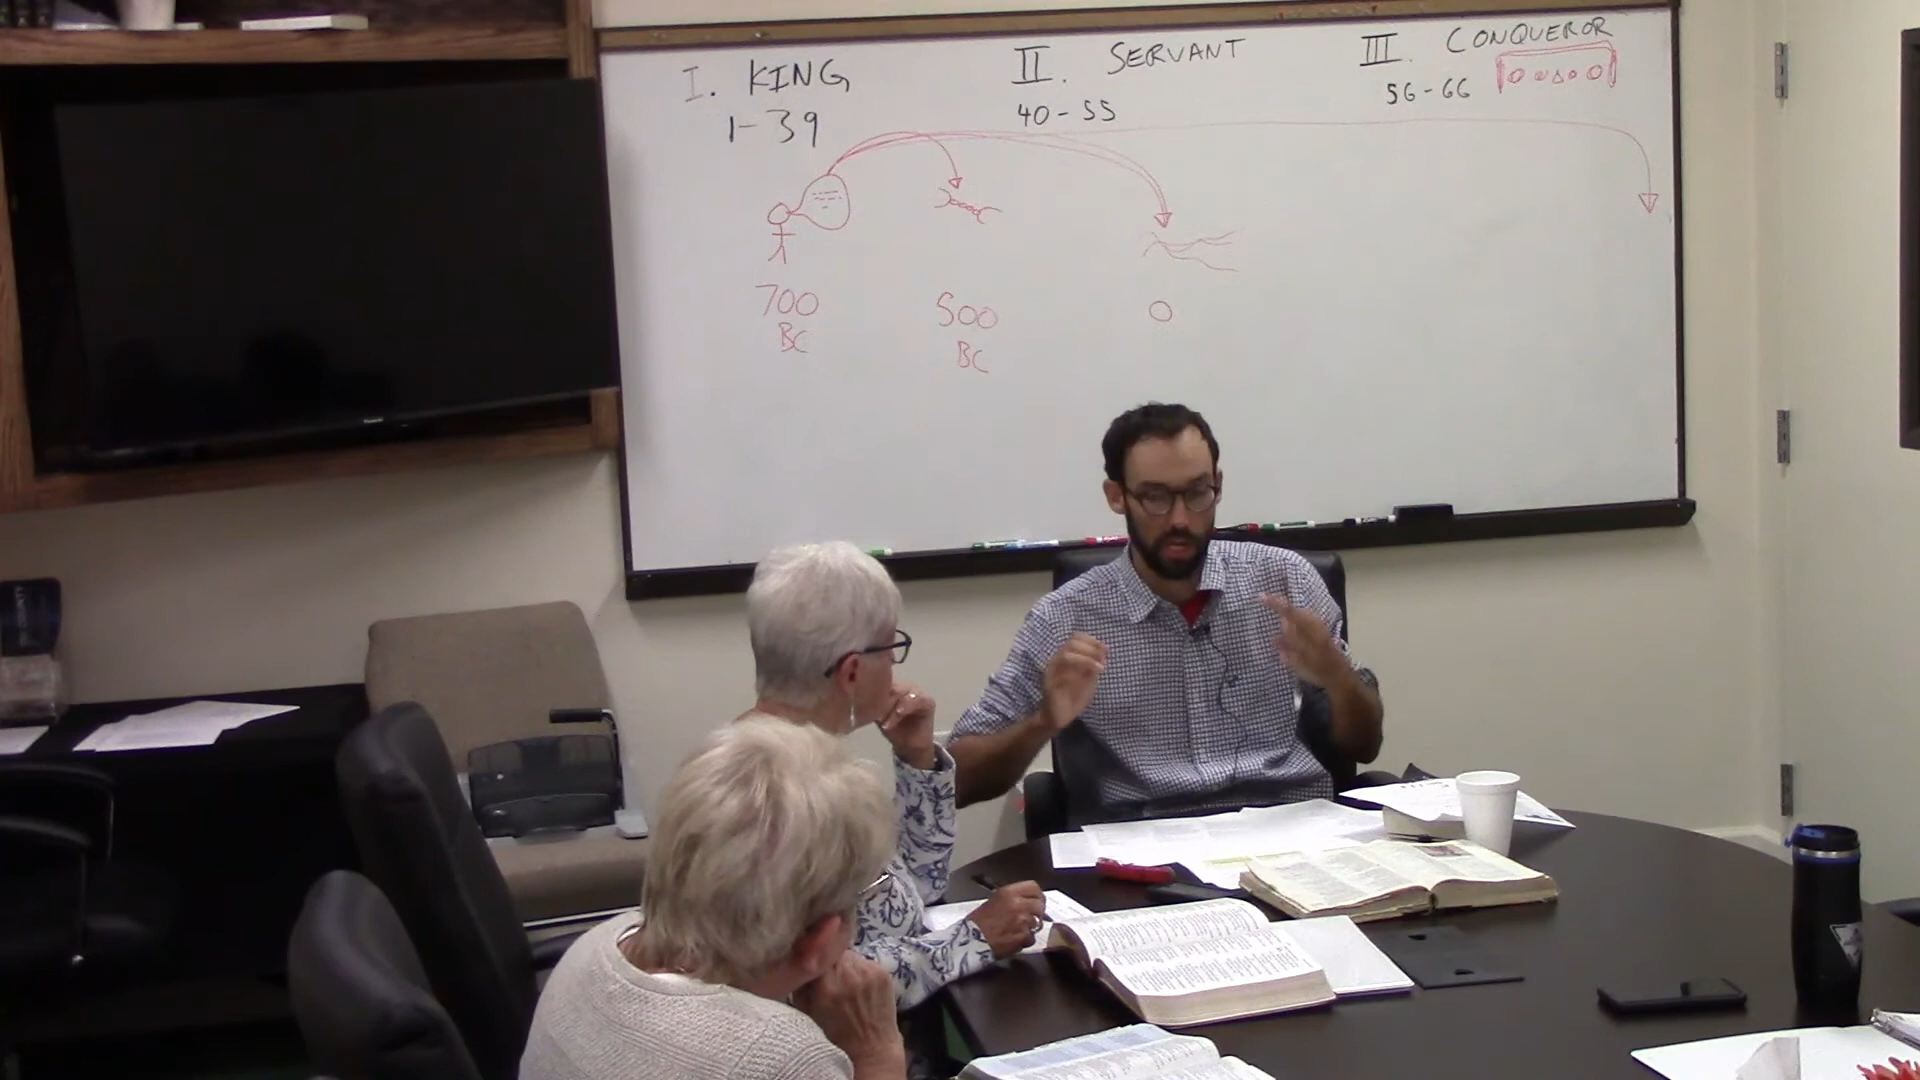 I. KING
1-39
II. SERVANT
40-55
III. CONQUEROR
56-66
700
BC
500
BC
0